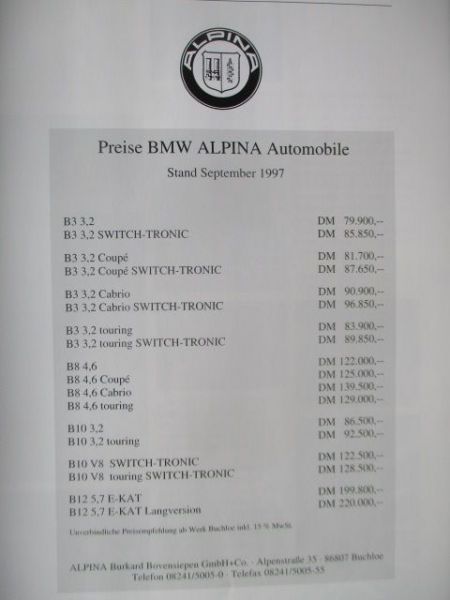 ALPINA
Preise BMW ALPINA Automobile
Stand September 1997
B3 3,2 DM 79.900,--
B3 3,2 SWITCH-TRONIC DM 85.850,--
B3 3,2 Coupé DM 81.700,--
B3 3,2 Coupé SWITCH-TRONIC DM 87.650,--
B3 3,2 Cabrio DM 90.900,--
B3 3,2 Cabrio SWITCH-TRONIC DM 96.850,--
B3 3,2 touring DM 83.900,--
B3 3,2 touring SWITCH-TRONIC DM 89.850,--
B8 4,6 DM 122.000,--
B8 4,6 Coupé DM 125.000,--
B8 4,6 Cabrio DM 139.500,--
B8 4,6 touring DM 129.000,--
B10 3,2 DM 86.500,--
B10 3,2 touring DM 92.500,--
B10 V8 SWITCH-TRONIC DM 122.500,--
B10 V8 touring SWITCH-TRONIC DM 128.500,--
B12 5,7 E-KAT DM 199.800,--
B12 5,7 E-KAT Langversion DM 220.000,--
Unverbindliche Preisempfehlung ab Werk Buchloe inkl. 15 % MwSt.
ALPINA Burkard Bovensiepen GmbH+Co. · Alpenstraße 35 · 86807 Buchloe
Telefon 08241/5005-0 · Telefax 08241/5005-55